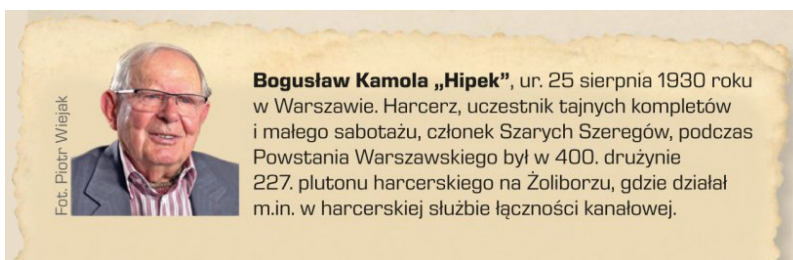 Fot. Piotr Wiejak
Bogusław Kamola „Hipek”, ur. 25 sierpnia 1930 roku
w Warszawie. Harcerz, uczestnik tajnych kompletów
i małego sabotażu, członek Szarych Szeregów, podczas
Powstania Warszawskiego był w 400. drużynie
227. plutonu harcerskiego na Żoliborzu, gdzie działał
m.in. w harcerskiej służbie łączności kanałowej.